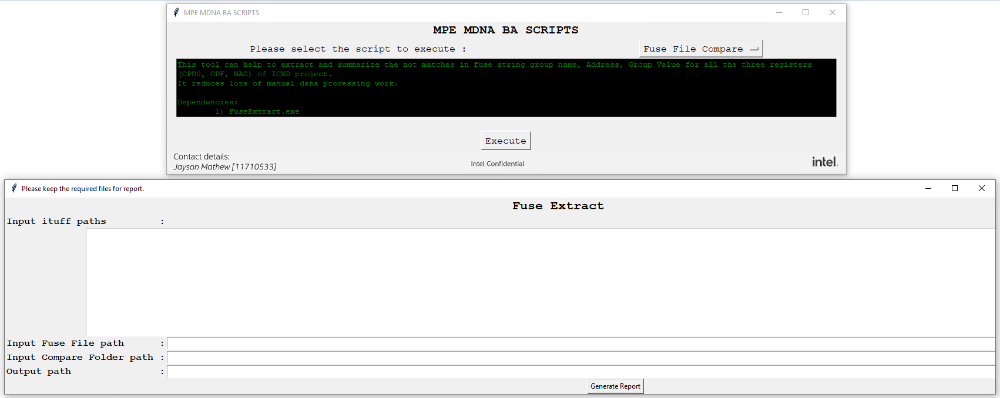 MPE MDNA BA SCRIPTS
MPE MDNA BA SCRIPTS
Please select the script to execute :
Fuse File Compare
This tool can help to extract and summarize the not matches in fuse string group name, Address, Group Value for all the three registers
(CPU0, CDF, NAC) of ICXD project.
It reduces lots of manual data processing work.
Dependancies:
1) FuseExtract.exe
Execute
Contact details:
Jayson Mathew [11710533]
Intel Confidential
intel.
Please keep the required files for report.
Fuse Extract
Input ituff paths :
Input Fuse File path :
Input Compare Folder path :
Output path :
Generate Report